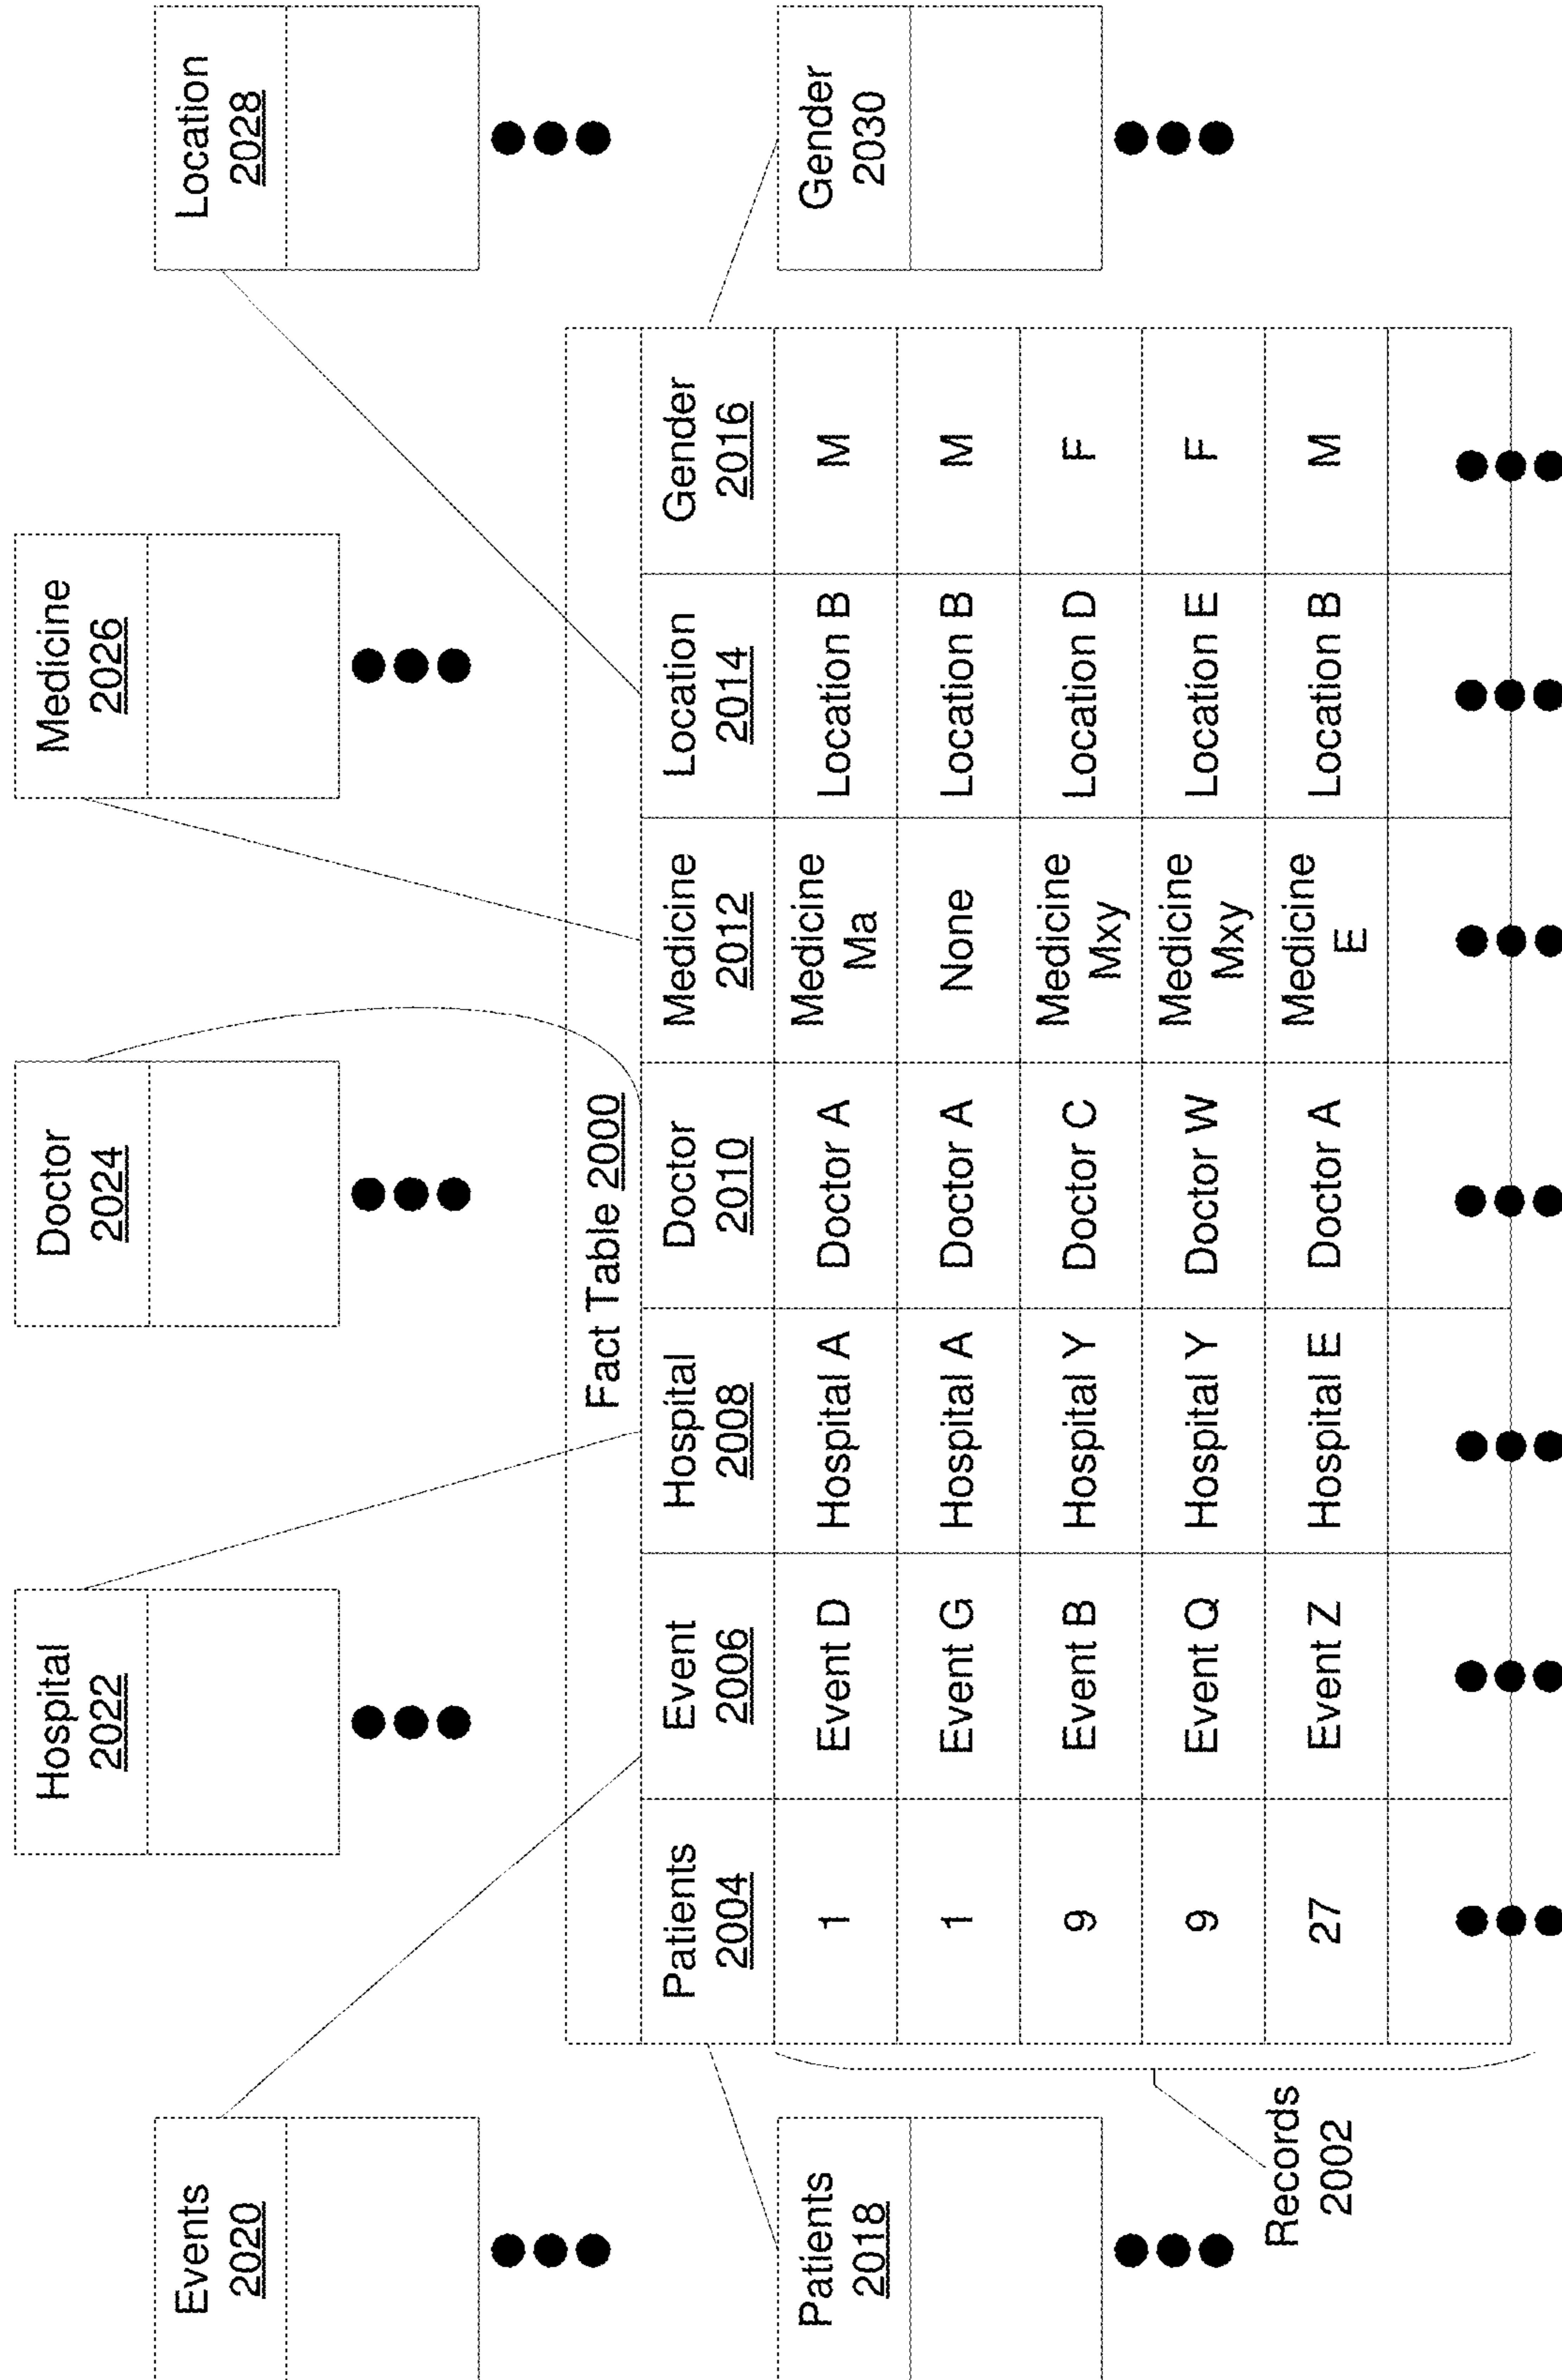 Hospital
2022
Doctor
2024
Medicine
2026
Events
2020
Location
2028
Patients
2018
Gender
2030
Fact Table 2000
Patients
2004
Event
2006
Hospital
2008
Doctor
2010
Medicine
2012
Location
2014
Gender
2016
1
Event D
Hospital A
Doctor A
Medicine
Ma
Location B
M
1
Event G
Hospital A
Doctor A
None
Location B
M
9
Event B
Hospital Y
Doctor C
Medicine
Mxy
Location D
F
9
Event Q
Hospital Y
Doctor W
Medicine
Mxy
Location E
F
27
Event Z
Hospital E
Doctor A
Medicine
E
Location B
M
Records
2002